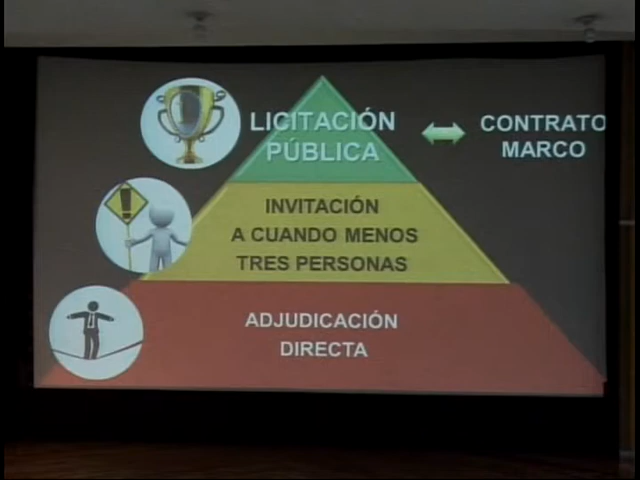 LICITACIÓN
PÚBLICA
CONTRATO
MARCO
INVITACIÓN
A CUANDO MENOS
TRES PERSONAS
ADJUDICACIÓN
DIRECTA